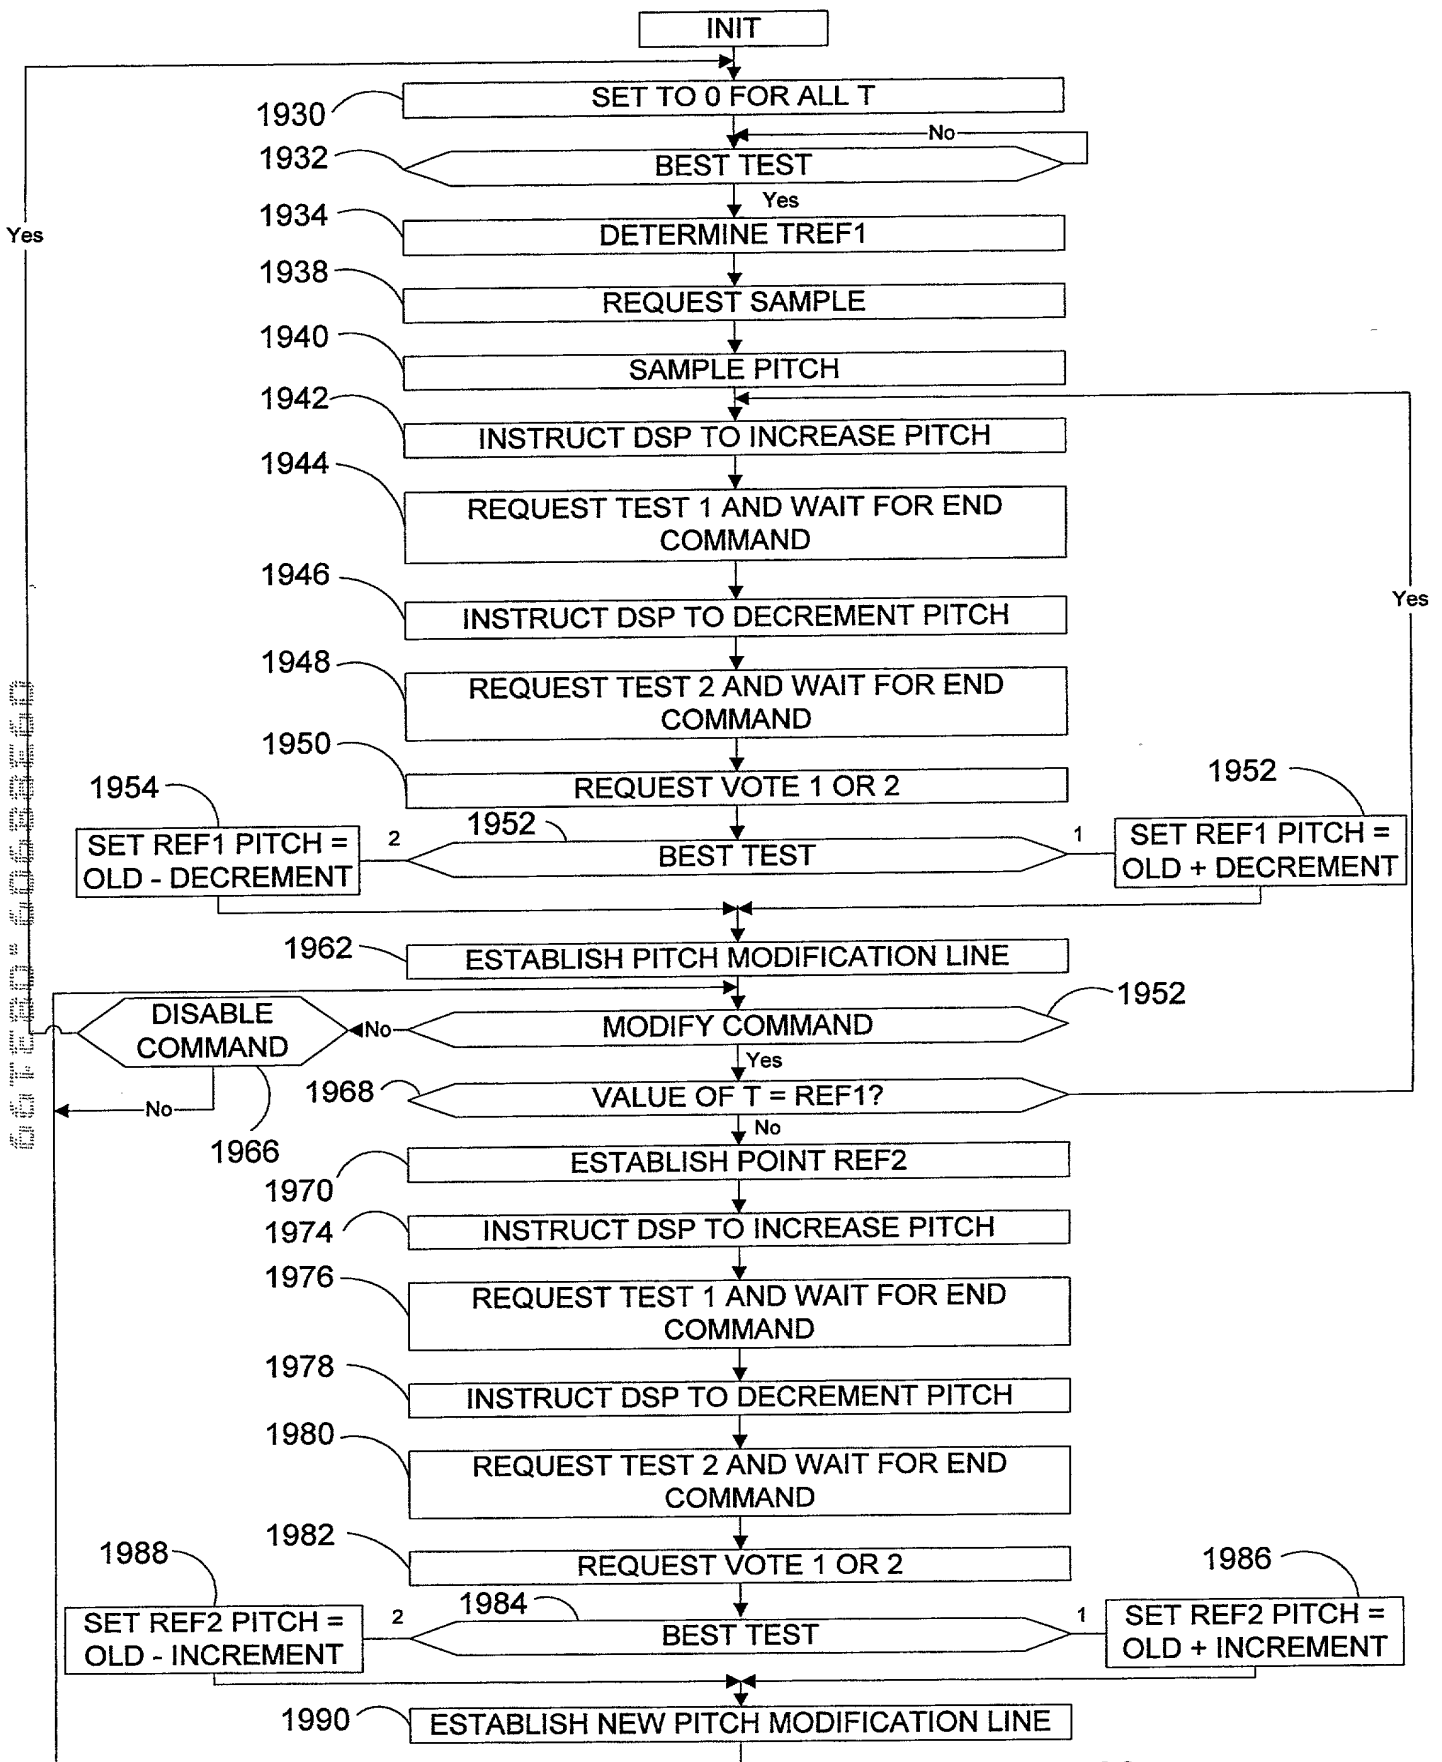 INIT
1930
SET TO 0 FOR ALL T
No
1932
BEST TEST
Yes
1934
Yes
DETERMINE TREF1
1938
REQUEST SAMPLE
1940
SAMPLE PITCH
1942
INSTRUCT DSP TO INCREASE PITCH
1944
REQUEST TEST 1 AND WAIT FOR END
COMMAND
1946
Yes
INSTRUCT DSP TO DECREMENT PITCH
1948
REQUEST TEST 2 AND WAIT FOR END
COMMAND
1950
REQUEST VOTE 1 OR 2
1954
1952
1952
SET REF1 PITCH =
OLD - DECREMENT
2
BEST TEST
1
SET REF1 PITCH =
OLD + DECREMENT
1962
ESTABLISH PITCH MODIFICATION LINE
1952
DISABLE
COMMAND
No
MODIFY COMMAND
Yes
1968
VALUE OF T = REF1?
No
No
1966
ESTABLISH POINT REF2
1970
1974
INSTRUCT DSP TO INCREASE PITCH
1976
REQUEST TEST 1 AND WAIT FOR END
COMMAND
1978
INSTRUCT DSP TO DECREMENT PITCH
1980
REQUEST TEST 2 AND WAIT FOR END
COMMAND
1982
REQUEST VOTE 1 OR 2
1988
1984
1986
SET REF2 PITCH =
OLD - INCREMENT
2
BEST TEST
1
SET REF2 PITCH =
OLD + INCREMENT
1990
ESTABLISH NEW PITCH MODIFICATION LINE